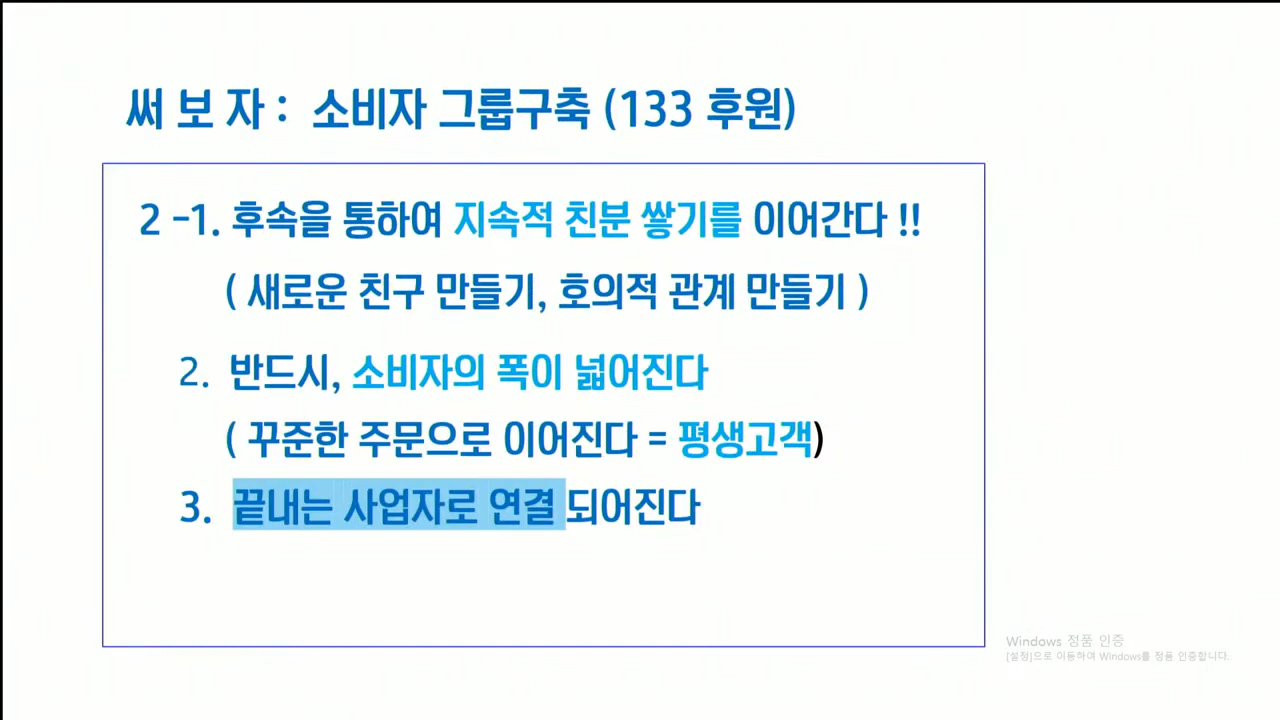 써 보 자 : 소비자 그룹구축 (133 후원)
2 -1. 후속을 통하여 지속적 친분 쌓기를 이어간다 !!
( 새로운 친구 만들기, 호의적 관계 만들기 )
2. 반드시, 소비자의 폭이 넓어진다
( 꾸준한 주문으로 이어진다 = 평생고객)
3. 끝내는 사업자로 연결 되어진다
Windows 정품 인증
[설정]으로 이동하여 Windows를 정품 인증합니다.